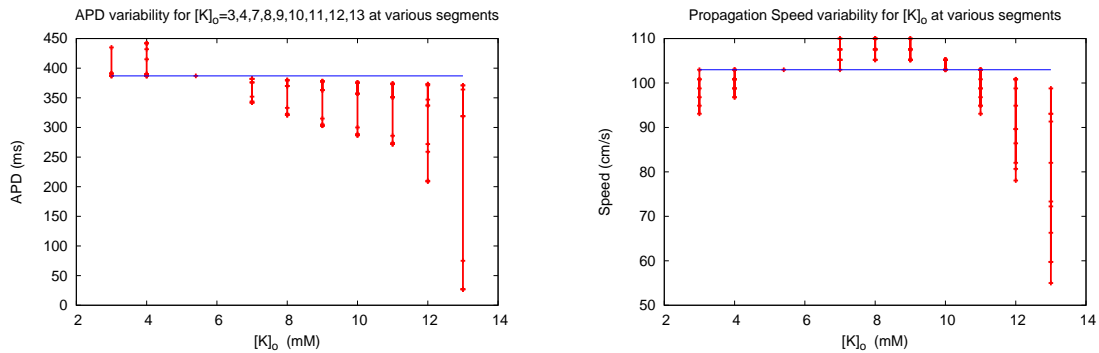 APD variability for [K]o=3,4,7,8,9,10,11,12,13 at various segments
450
400
350
300
250
200
150
100
50
0
APD (ms)
2 4 6 8 10 12 14
[K]o (mM)
Propagation Speed variability for [K]o at various segments
110
100
90
80
70
60
50
Speed (cm/s)
2 4 6 8 10 12 14
[K]o (mM)